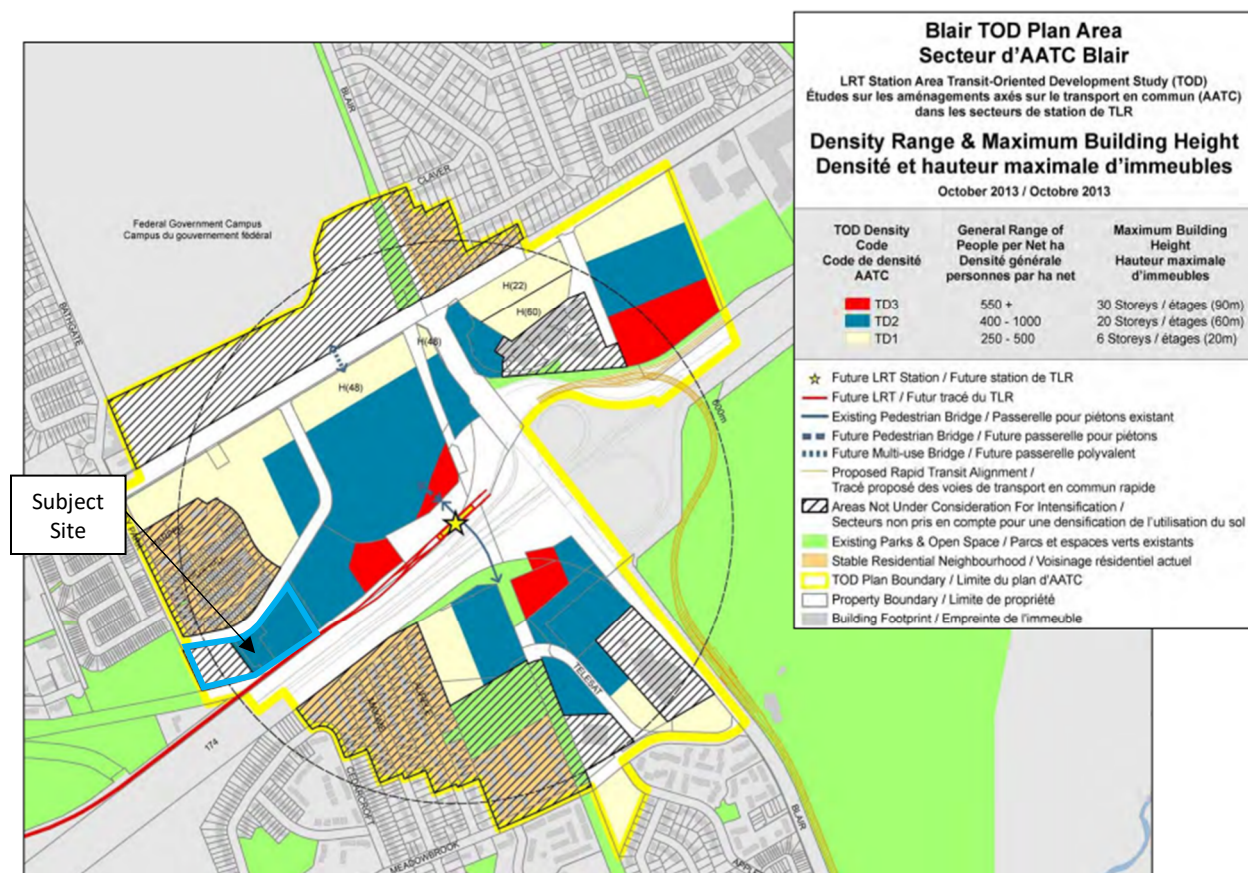 Blair TOD Plan Area
Secteur d'AATC Blair
LRT Station Area Transit-Oriented Development Study (TOD)
Études sur les aménagements axés sur le transport en commun (AATC)
dans les secteurs de station de TLR
Density Range & Maximum Building Height
Densité et hauteur maximale d'immeubles
October 2013 / Octobre 2013
TOD Density
Code
Code de densité
AATC
General Range of
People per Net ha
Densité générale
personnes par ha net
Maximum Building
Height
Hauteur maximale
d'immeubles
TD3 550 + 30 Storeys / étages (90m)
TD2 400 - 1000 20 Storeys / étages (60m)
TD1 250 - 500 6 Storeys / étages (20m)
Future LRT Station / Future station de TLR
Future LRT / Futur tracé du TLR
Existing Pedestrian Bridge / Passerelle pour piétons existant
Future Pedestrian Bridge / Future passerelle pour piétons
Future Multi-use Bridge / Future passerelle polyvalent
Proposed Rapid Transit Alignment /
Tracé proposé des voies de transport en commun rapide
Areas Not Under Consideration For Intensification /
Secteurs non pris en compte pour une densification de l'utilisation du sol
Existing Parks & Open Space / Parcs et espaces verts existants
Stable Residential Neighbourhood / Voisinage résidentiel actuel
TOD Plan Boundary / Limite du plan d'AATC
Property Boundary / Limite de propriété
Building Footprint / Empreinte de l'immeuble
BLAIR
CLAVER
Federal Government Campus
Campus du gouvernement fédéral
BATHGATE
H(22)
H(60)
H(48)
H(48)
600m
Subject
Site
TELESAT
174
CEDARCROFT
MEADOWBROOK
BLAIR
APPLE